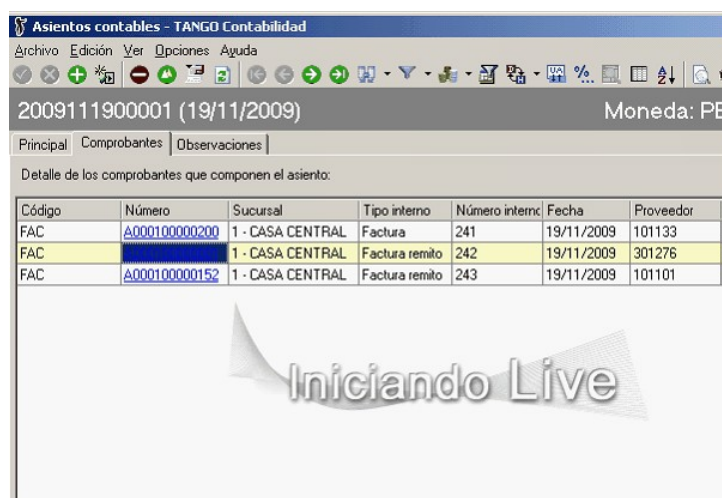 Asientos contables - TANGO Contabilidad
Archivo Edición Ver Opciones Ayuda
2009111900001 (19/11/2009) Moneda: PE
Principal Comprobantes Observaciones
Detalle de los comprobantes que componen el asiento:
Código Número Sucursal Tipo interno Número interno Fecha Proveedor
FAC A000100000200 1 - CASA CENTRAL Factura 241 19/11/2009 101133
FAC 1 - CASA CENTRAL Factura remito 242 19/11/2009 301276
FAC A000100000152 1 - CASA CENTRAL Factura remito 243 19/11/2009 101101
Iniciando Live